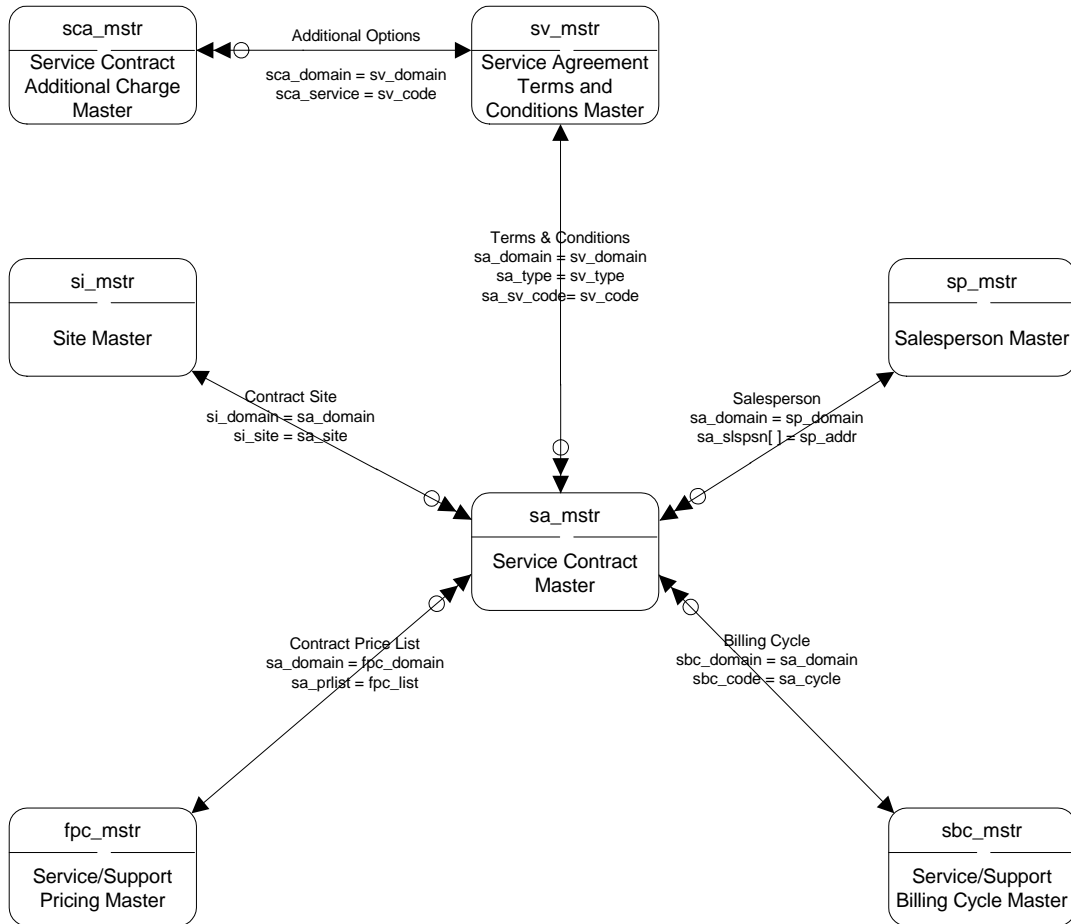 sca_mstr
Service Contract
Additional Charge
Master
Additional Options
sca_domain = sv_domain
sca_service = sv_code
sv_mstr
Service Agreement
Terms and
Conditions Master
Terms & Conditions
sa_domain = sv_domain
sa_type = sv_type
sa_sv_code= sv_code
si_mstr
Site Master
sp_mstr
Salesperson Master
Contract Site
si_domain = sa_domain
si_site = sa_site
Salesperson
sa_domain = sp_domain
sa_slspsn[ ] = sp_addr
sa_mstr
Service Contract
Master
Contract Price List
sa_domain = fpc_domain
sa_prlist = fpc_list
Billing Cycle
sbc_domain = sa_domain
sbc_code = sa_cycle
fpc_mstr
Service/Support
Pricing Master
sbc_mstr
Service/Support
Billing Cycle Master